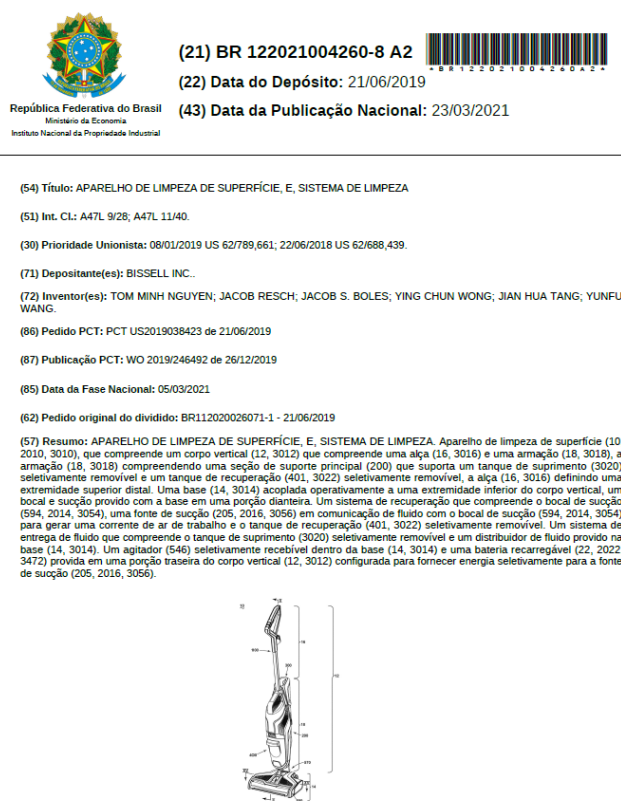 (21) BR 122021004260-8 A2
*BR122021004260A2*
(22) Data do Depósito: 21/06/2019
República Federativa do Brasil
(43) Data da Publicação Nacional: 23/03/2021
Ministério da Economia
Instituto Nacional da Propriedade Industrial
(54) Título: APARELHO DE LIMPEZA DE SUPERFÍCIE, E, SISTEMA DE LIMPEZA
(51) Int. Cl.: A47L 9/28; A47L 11/40.
(30) Prioridade Unionista: 08/01/2019 US 62/789,661; 22/06/2018 US 62/688,439.
(71) Depositante(es): BISSELL INC..
(72) Inventor(es): TOM MINH NGUYEN; JACOB RESCH; JACOB S. BOLES; YING CHUN WONG; JIAN HUA TANG; YUNFU
WANG.
(86) Pedido PCT: PCT US2019038423 de 21/06/2019
(87) Publicação PCT: WO 2019/246492 de 26/12/2019
(85) Data da Fase Nacional: 05/03/2021
(62) Pedido original do dividido: BR112020026071-1 - 21/06/2019
(57) Resumo: APARELHO DE LIMPEZA DE SUPERFÍCIE, E, SISTEMA DE LIMPEZA. Aparelho de limpeza de superfície (10
2010, 3010), que compreende um corpo vertical (12, 3012) que compreende uma alça (16, 3016) e uma armação (18, 3018), a
armação (18, 3018) compreendendo uma seção de suporte principal (200) que suporta um tanque de suprimento (3020)
seletivamente removível e um tanque de recuperação (401, 3022) seletivamente removível, a alça (16, 3016) definindo uma
extremidade superior distal. Uma base (14, 3014) acoplada operativamente a uma extremidade inferior do corpo vertical, um
bocal e sucção provido com a base em uma porção dianteira. Um sistema de recuperação que compreende o bocal de sucção
(594, 2014, 3054), uma fonte de sucção (205, 2016, 3056) em comunicação de fluido com o bocal de sucção (594, 2014, 3054)
para gerar uma corrente de ar de trabalho e o tanque de recuperação (401, 3022) seletivamente removível. Um sistema de
entrega de fluido que compreende o tanque de suprimento (3020) seletivamente removível e um distribuidor de fluido provido na
base (14, 3014). Um agitador (546) seletivamente recebível dentro da base (14, 3014) e uma bateria recarregável (22, 2022
3472) provida em uma porção traseira do corpo vertical (12, 3012) configurada para fornecer energia seletivamente para a fonte
de sucção (205, 2016, 3056).